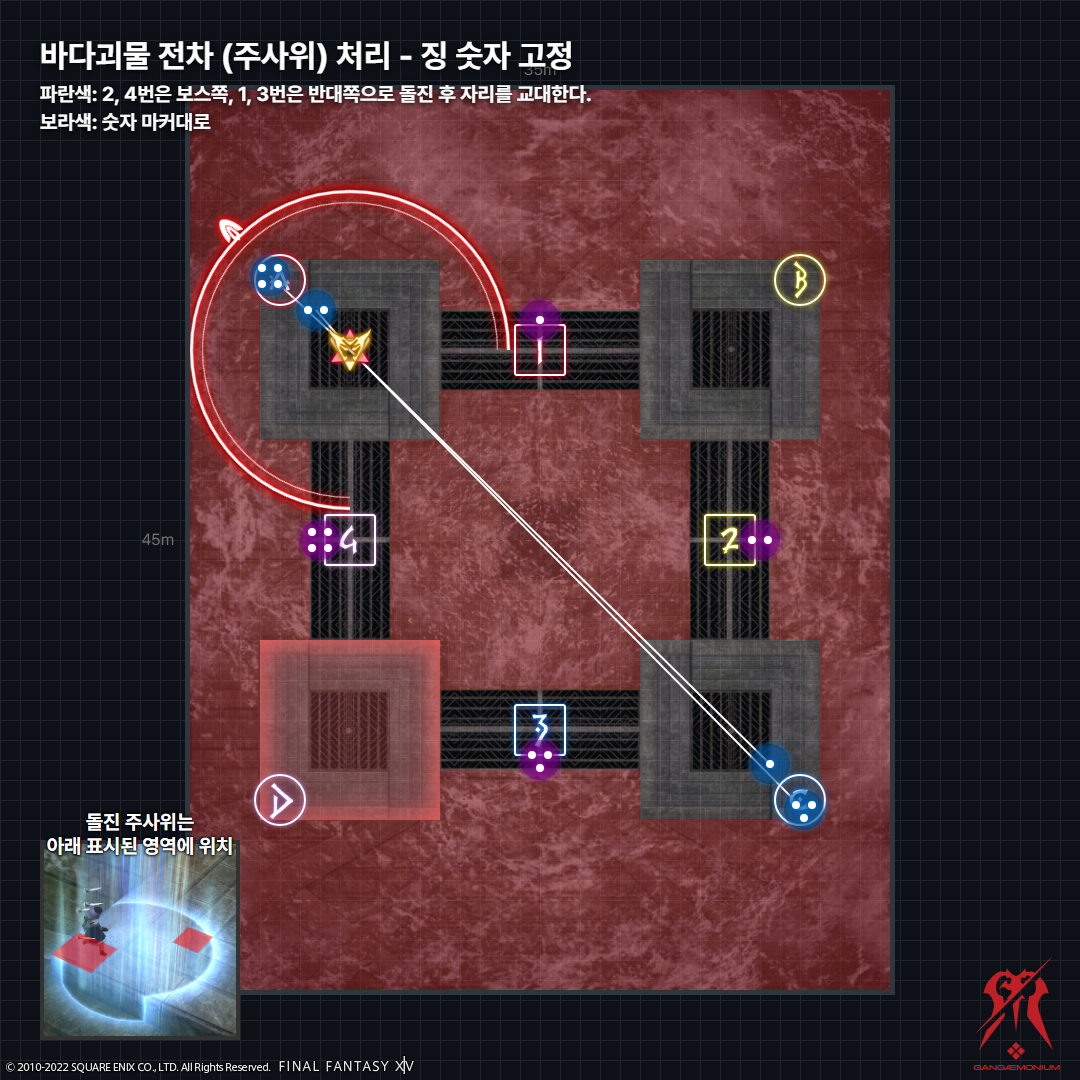 바다괴물 전차 (주사위) 처리 - 징 숫자 고정
35m
파란색: 2, 4번은 보스쪽, 1, 3번은 반대쪽으로 돌진 후 자리를 교대한다.
보라색: 숫자 마커대로
A
B
1
45m
4
2
3
D
C
돌진 주사위는
아래 표시된 영역에 위치
GANGÆMONIUM
© 2010-2022 SQUARE ENIX CO., LTD. All Rights Reserved. FINAL FANTASY XIV